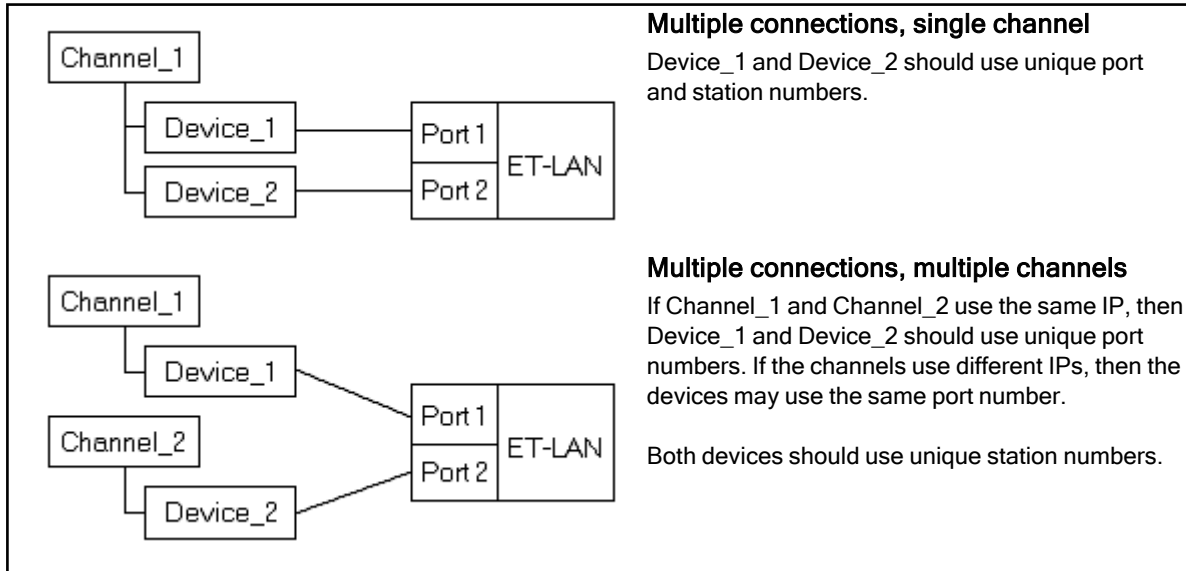 Channel_1
Device_1
Device_2
Port 1
Port 2
ET-LAN
Multiple connections, single channel
Device_1 and Device_2 should use unique port
and station numbers.
Channel_1
Device_1
Channel_2
Device_2
Port 1
Port 2
ET-LAN
Multiple connections, multiple channels
If Channel_1 and Channel_2 use the same IP, then
Device_1 and Device_2 should use unique port
numbers. If the channels use different IPs, then the
devices may use the same port number.
Both devices should use unique station numbers.